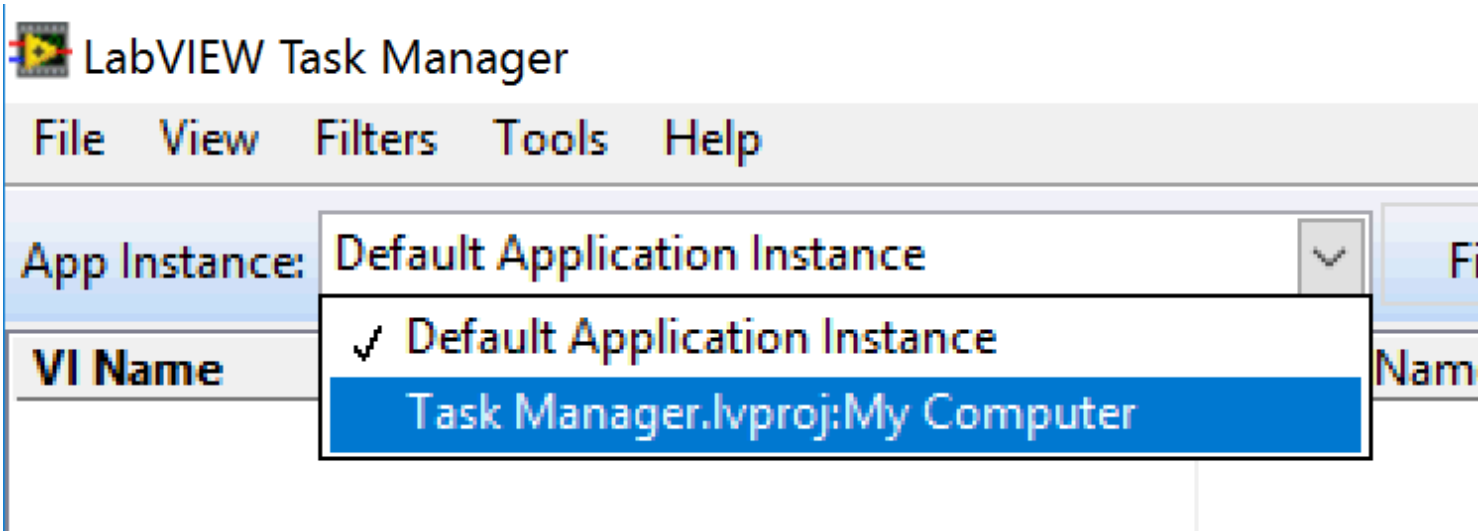 LabVIEW Task Manager
File View Filters Tools Help
App Instance: Default Application Instance
Default Application Instance
Task Manager.lvproj:My Computer
VI Name